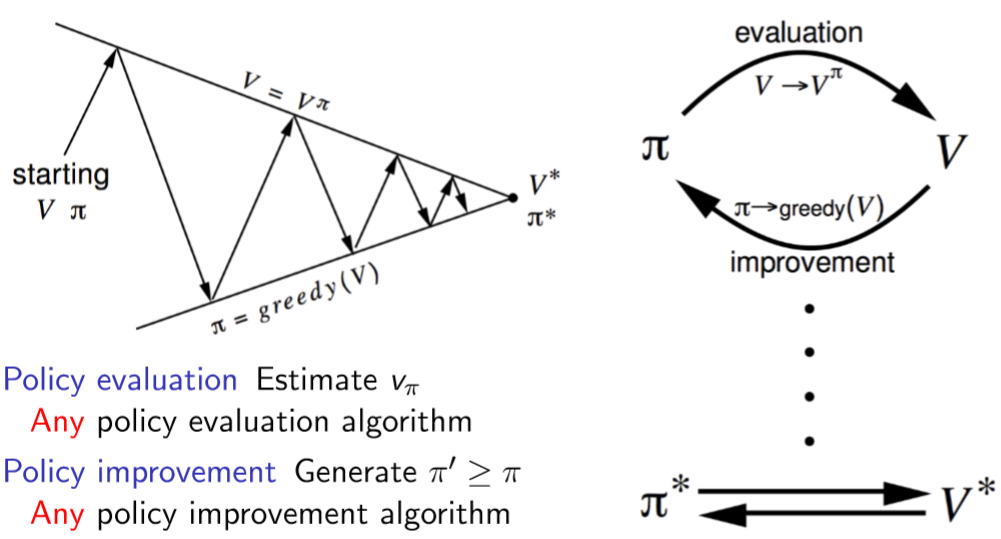 V = Vπ
starting
V π
V*
π*
π = greedy(V)
Policy evaluation Estimate vπ
Any policy evaluation algorithm
Policy improvement Generate π′ ≥ π
Any policy improvement algorithm
evaluation
V →Vπ
π
V
π→greedy(V)
improvement
π*
V*